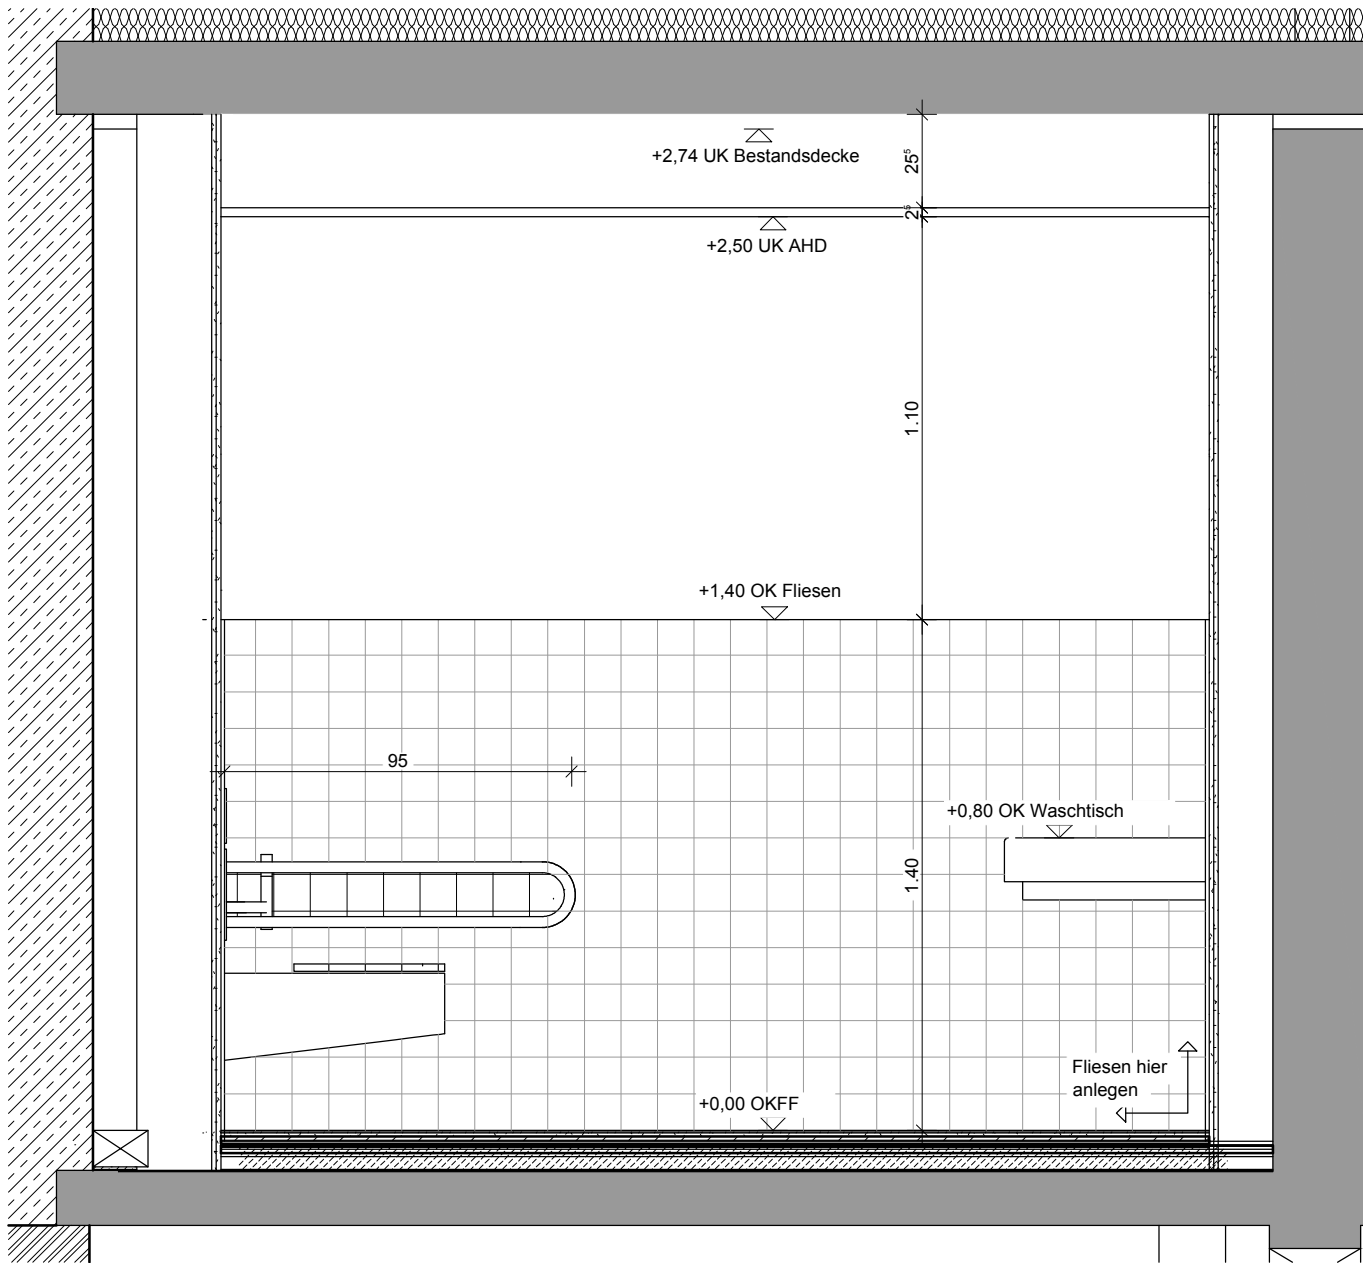 +2,74 UK Bestandsdecke
25⁵
2⁵
+2,50 UK AHD
1.10
+1,40 OK Fliesen
95
+0,80 OK Waschtisch
1.40
Fliesen hier
anlegen
+0,00 OKFF